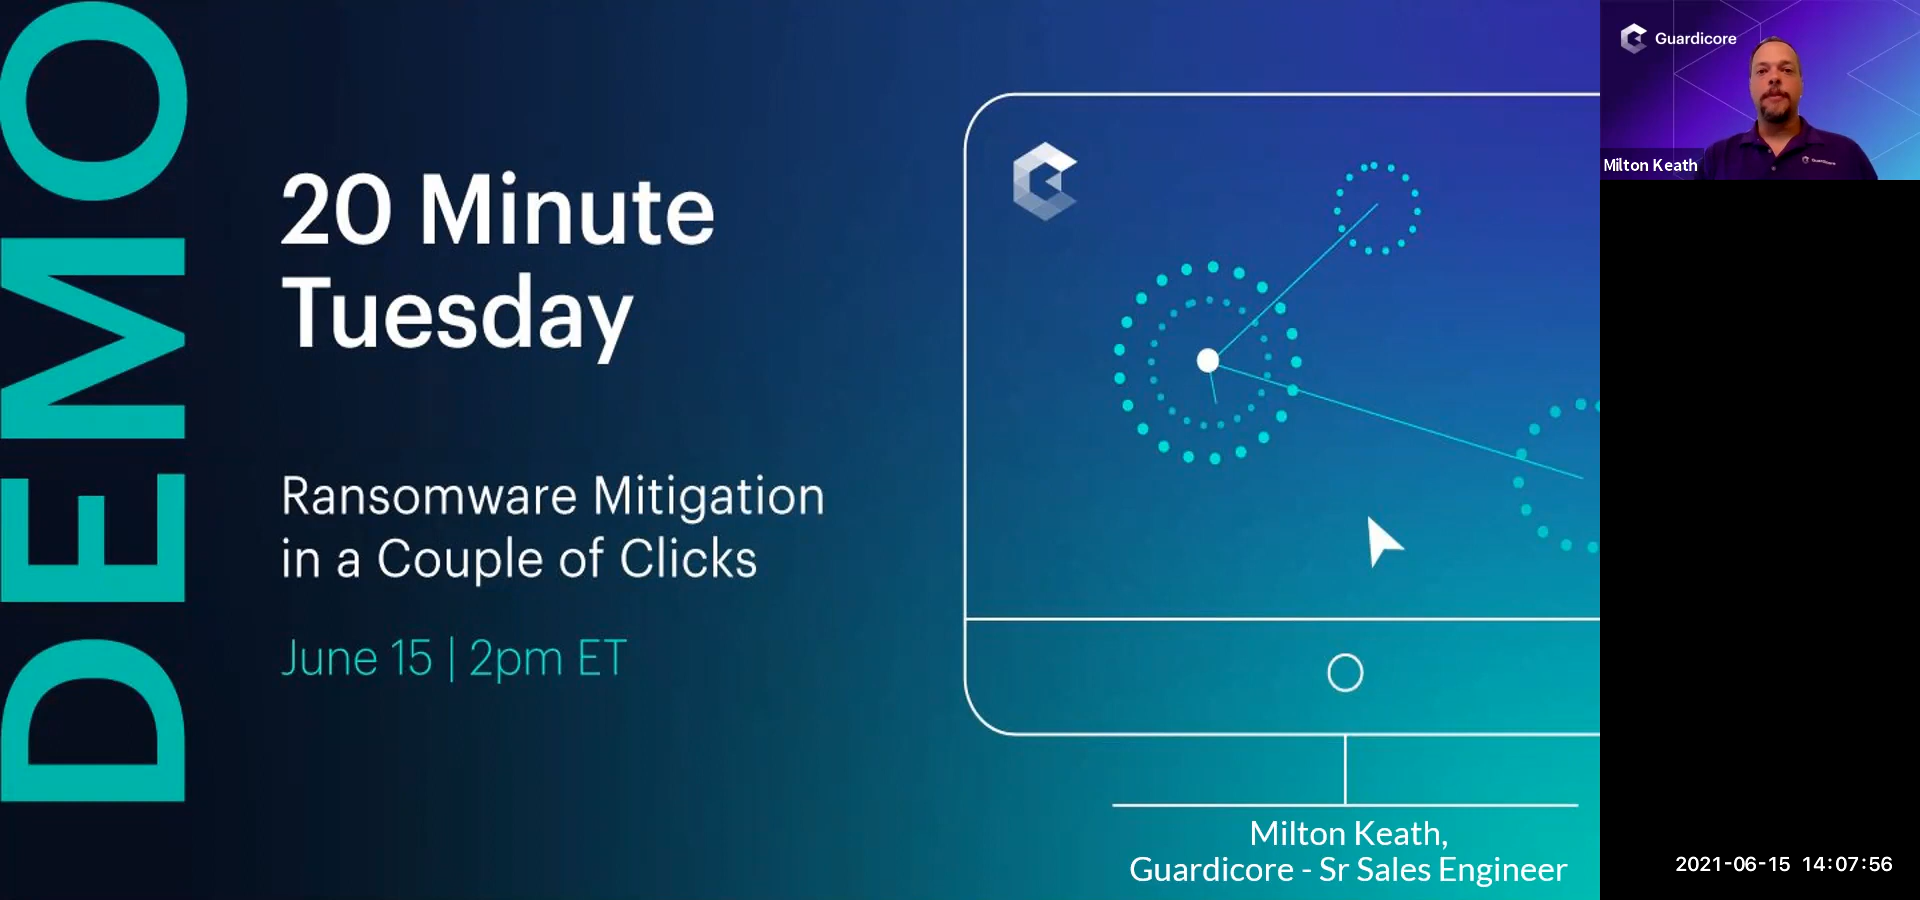 DEMO
20 Minute
Tuesday
Ransomware Mitigation
in a Couple of Clicks
June 15 | 2pm ET
Milton Keath,
Guardicore - Sr Sales Engineer
Guardicore
Guardicore
Milton Keath
2021-06-15 14:07:56